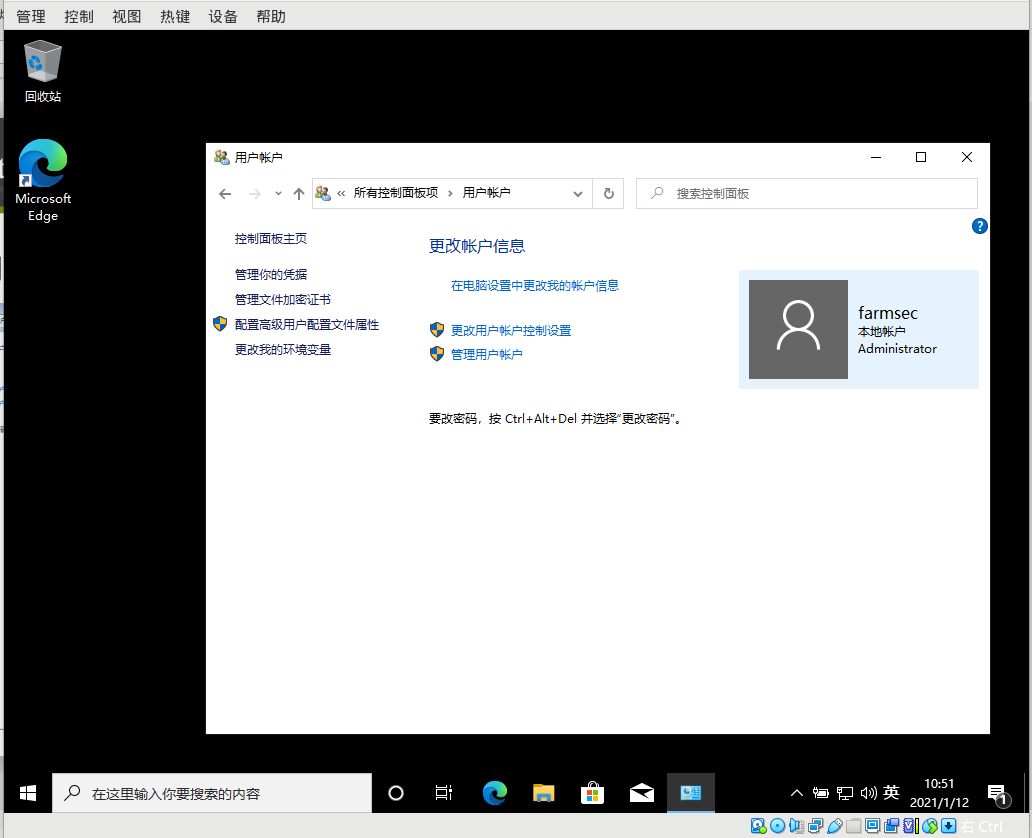 管理 控制 视图 热键 设备 帮助
回收站
Microsoft
Edge
用户帐户
« 所有控制面板项 › 用户帐户
搜索控制面板
?
控制面板主页
管理你的凭据
管理文件加密证书
配置高级用户配置文件属性
更改我的环境变量
更改帐户信息
在电脑设置中更改我的帐户信息
更改用户帐户控制设置
管理用户帐户
farmsec
本地帐户
Administrator
要改密码，按 Ctrl+Alt+Del 并选择“更改密码”。
在这里输入你要搜索的内容
英
10:51
2021/1/12
1
右 Ctrl